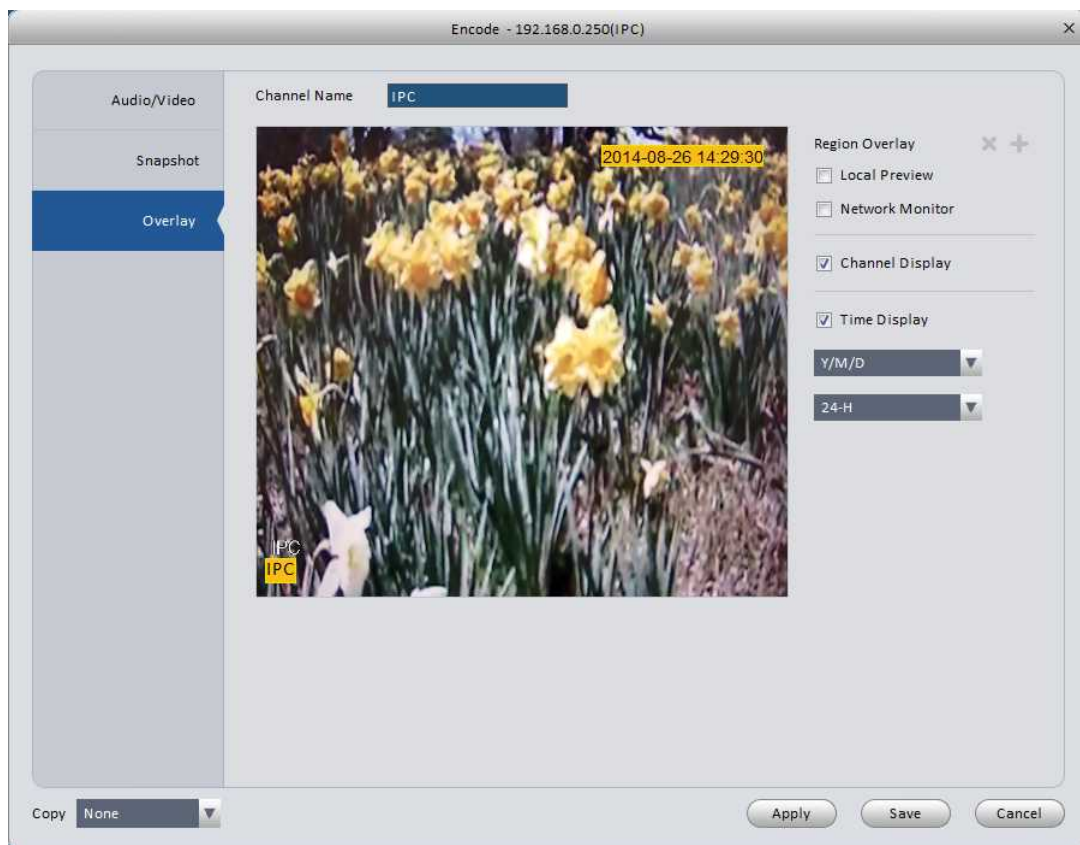 Encode - 192.168.0.250(IPC)
Audio/Video
Snapshot
Overlay
Channel Name IPC
2014-08-26 14:29:30
IPC
IPC
Region Overlay
Local Preview
Network Monitor
Channel Display
Time Display
Y/M/D
24-H
Copy None
Apply Save Cancel